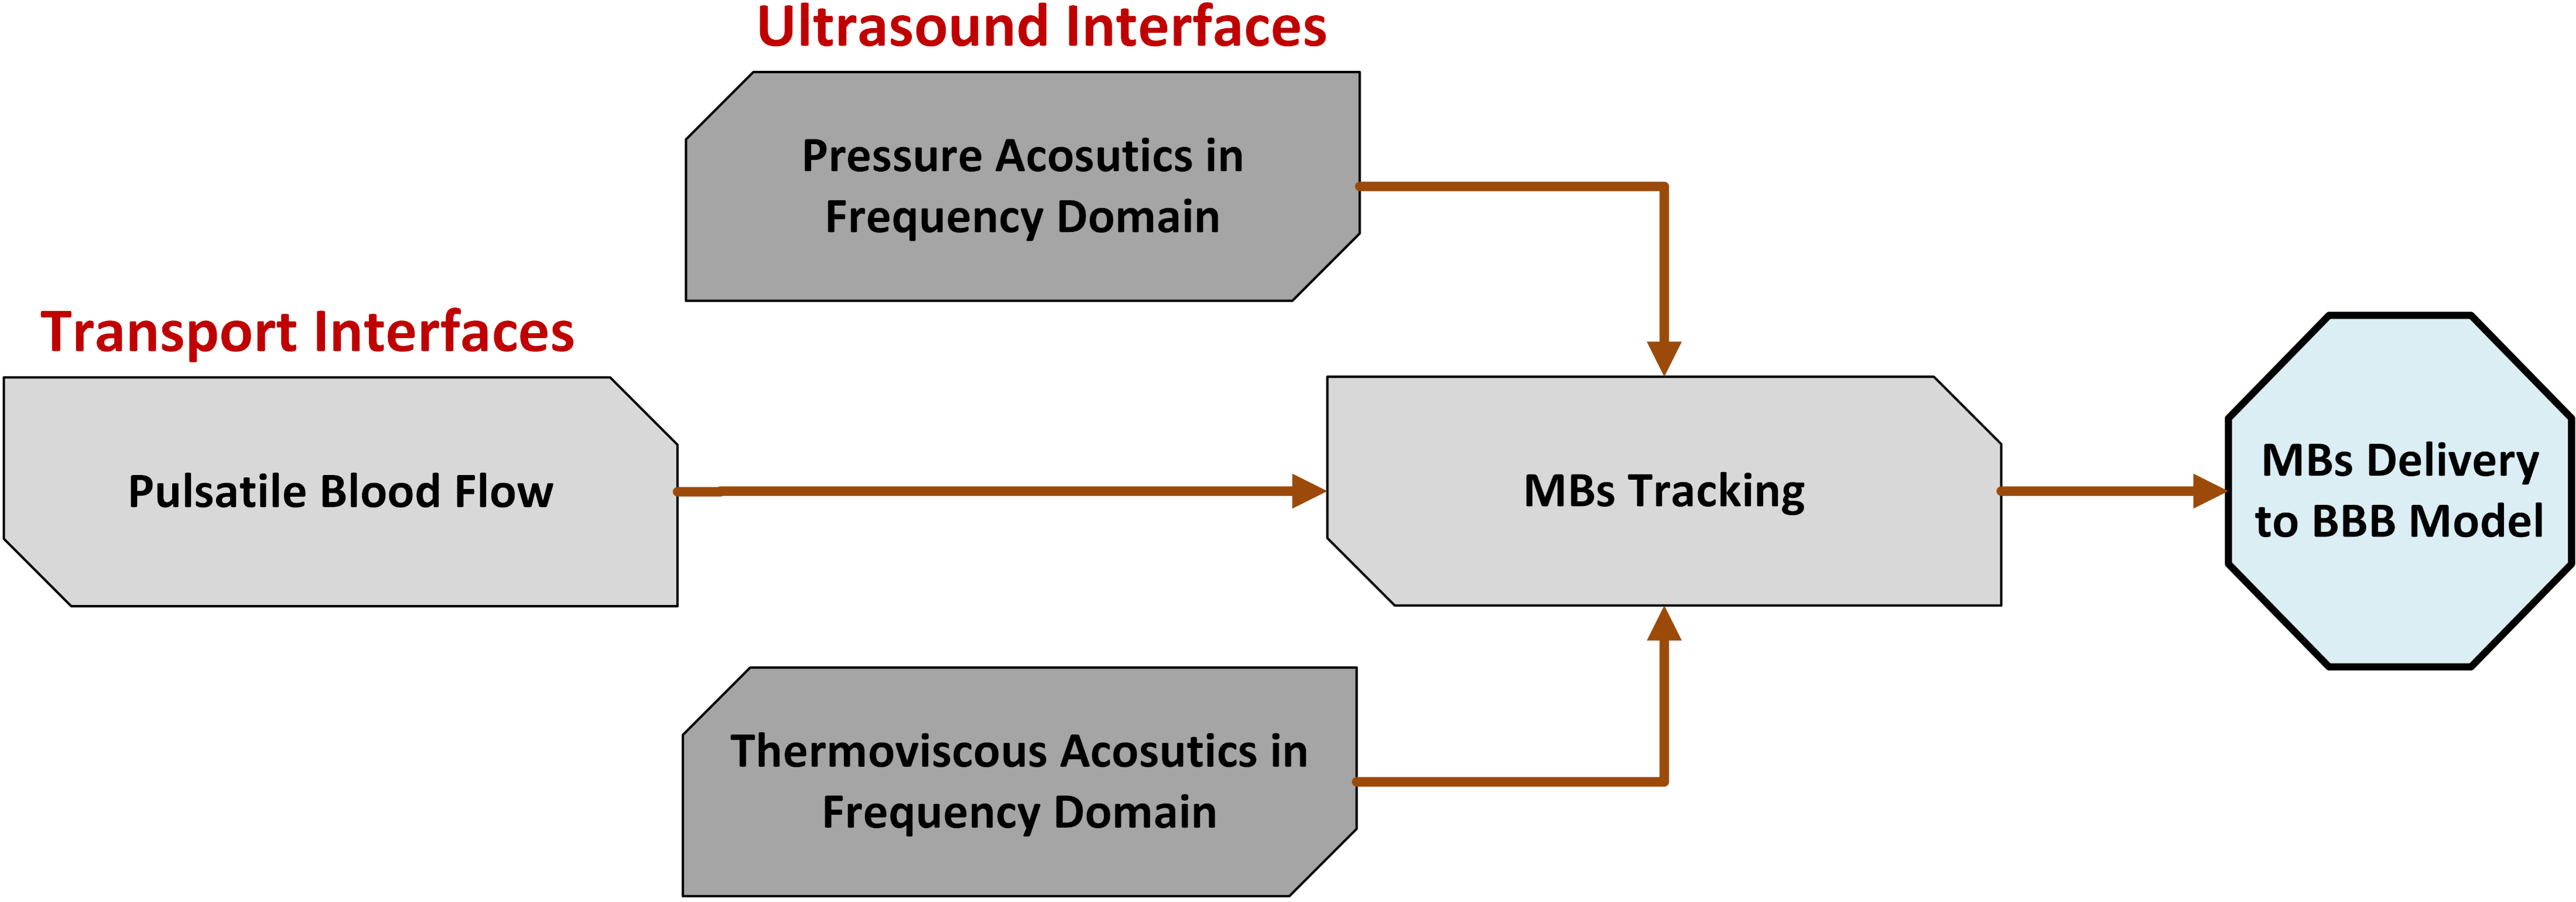 Ultrasound Interfaces
Pressure Acosutics in
Frequency Domain
Transport Interfaces
Pulsatile Blood Flow
MBs Tracking
MBs Delivery
to BBB Model
Thermoviscous Acosutics in
Frequency Domain